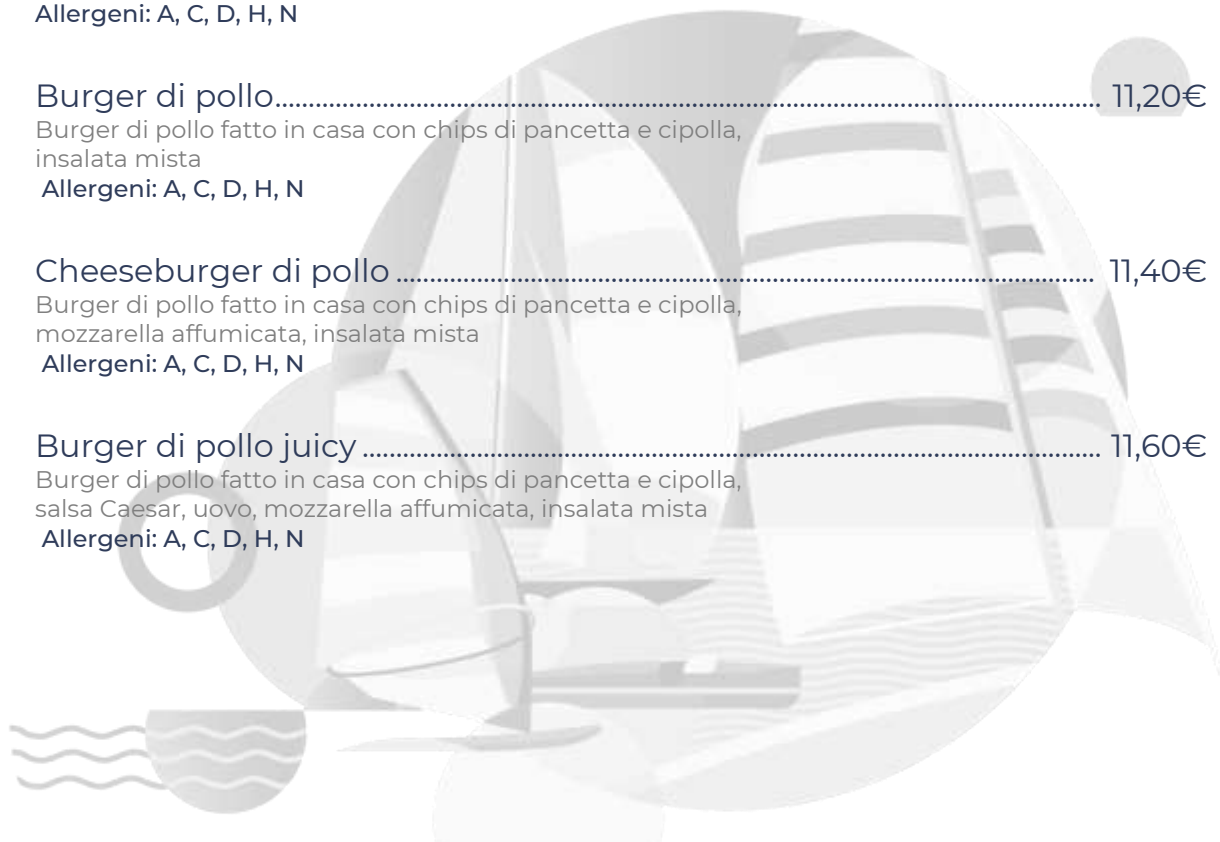 Allergeni: A, C, D, H, N
Burger di pollo........................................................................................................................... 11,20€
Burger di pollo fatto in casa con chips di pancetta e cipolla,
insalata mista
Allergeni: A, C, D, H, N
Cheeseburger di pollo ........................................................................................................ 11,40€
Burger di pollo fatto in casa con chips di pancetta e cipolla,
mozzarella affumicata, insalata mista
Allergeni: A, C, D, H, N
Burger di pollo juicy .............................................................................................................. 11,60€
Burger di pollo fatto in casa con chips di pancetta e cipolla,
salsa Caesar, uovo, mozzarella affumicata, insalata mista
Allergeni: A, C, D, H, N